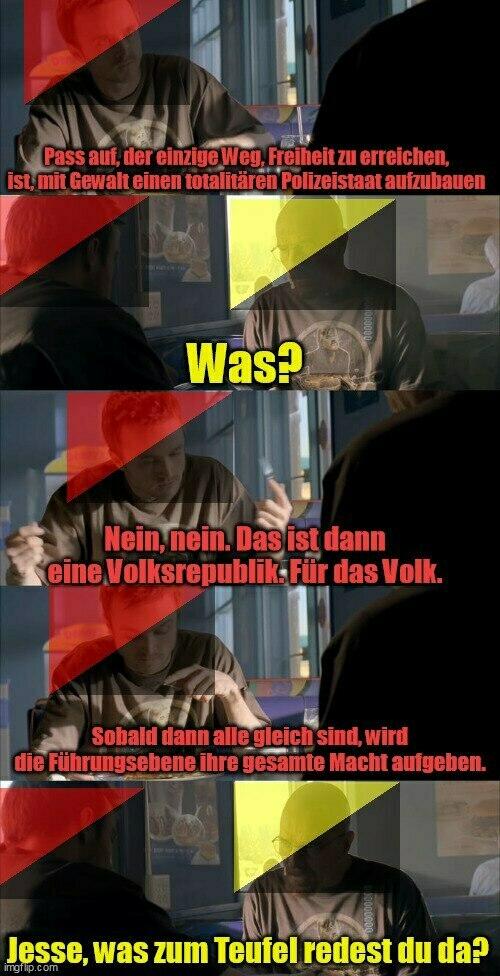 Pass auf, der einzige Weg, Freiheit zu erreichen,
ist, mit Gewalt einen totalitären Polizeistaat aufzubauen
Was?
Nein, nein. Das ist dann
eine Volksrepublik. Für das Volk.
Sobald dann alle gleich sind, wird
die Führungsebene ihre gesamte Macht aufgeben.
Jesse, was zum Teufel redest du da?
imgflip.com